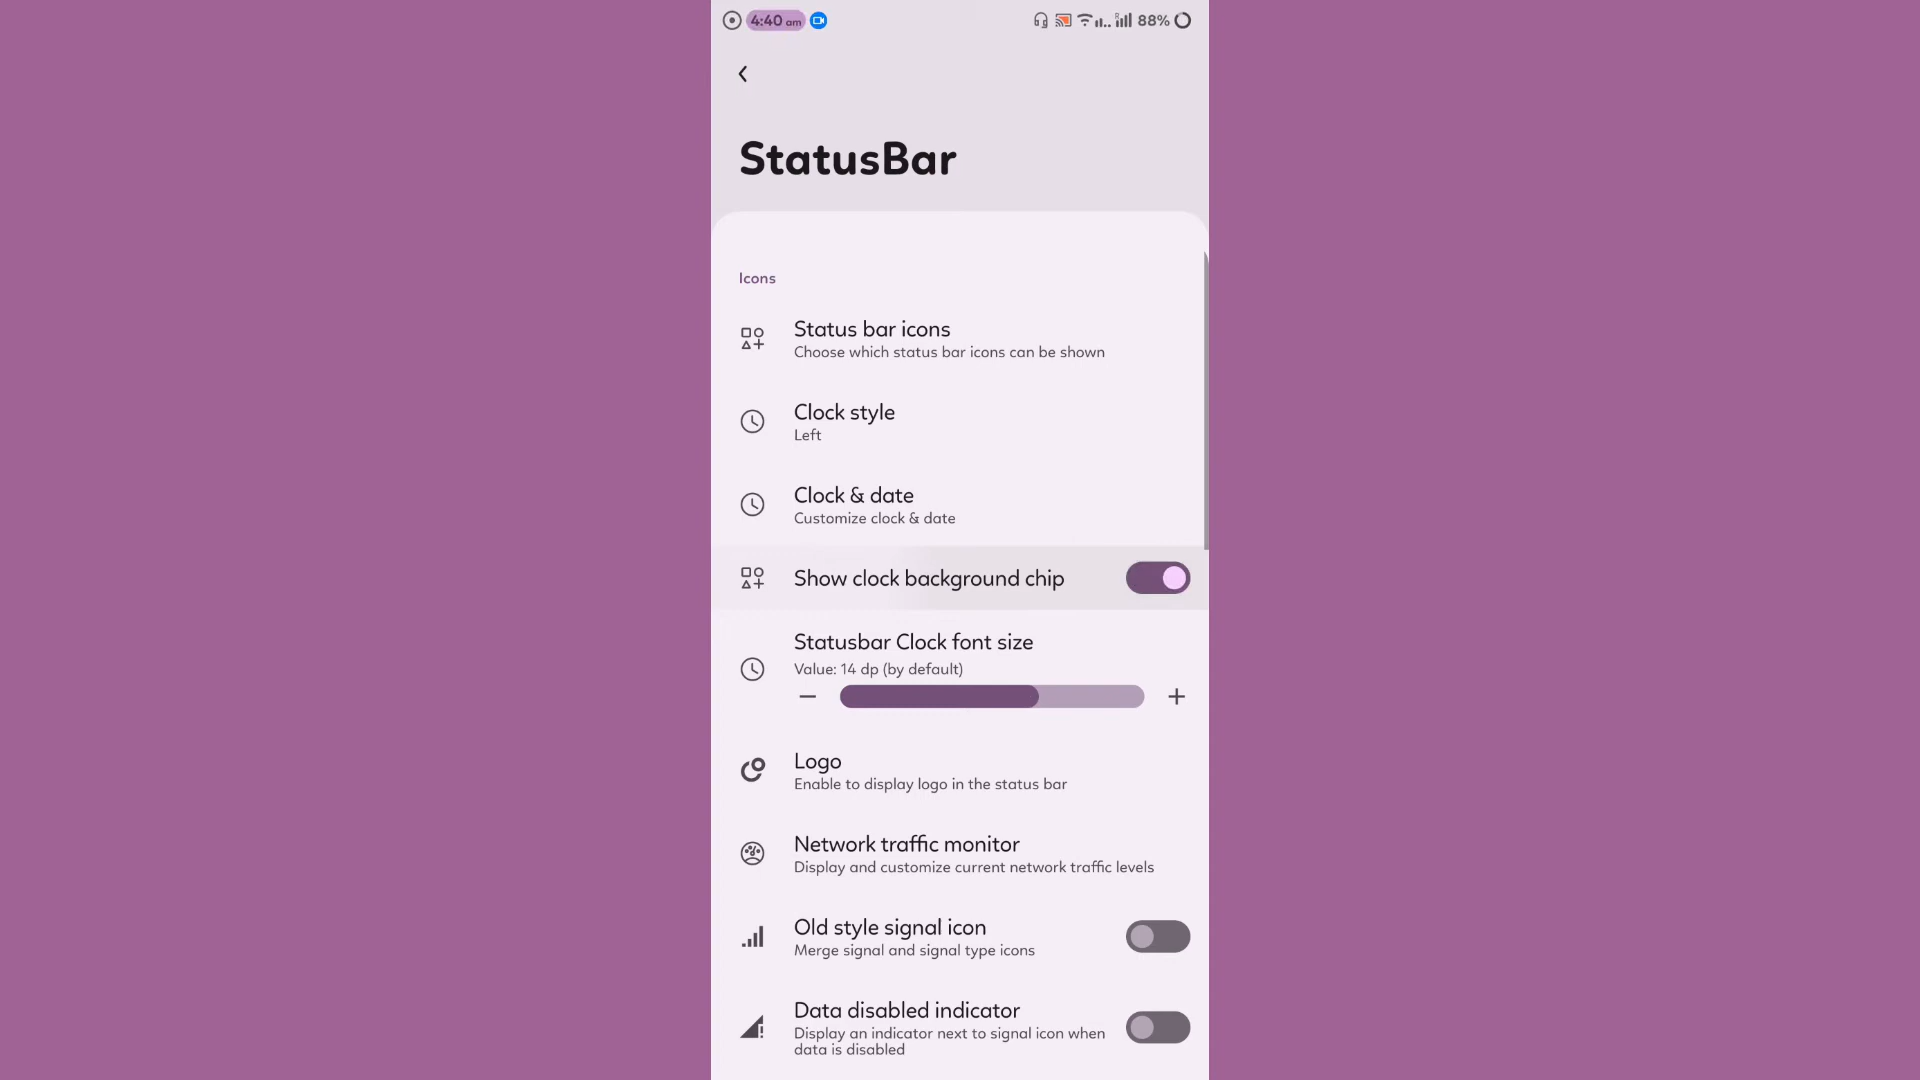 4:40 am
88%
StatusBar
Icons
Status bar icons
Choose which status bar icons can be shown
Clock style
Left
Clock & date
Customize clock & date
Show clock background chip
Statusbar Clock font size
Value: 14 dp (by default)
Logo
Enable to display logo in the status bar
Network traffic monitor
Display and customize current network traffic levels
Old style signal icon
Merge signal and signal type icons
Data disabled indicator
Display an indicator next to signal icon when
data is disabled